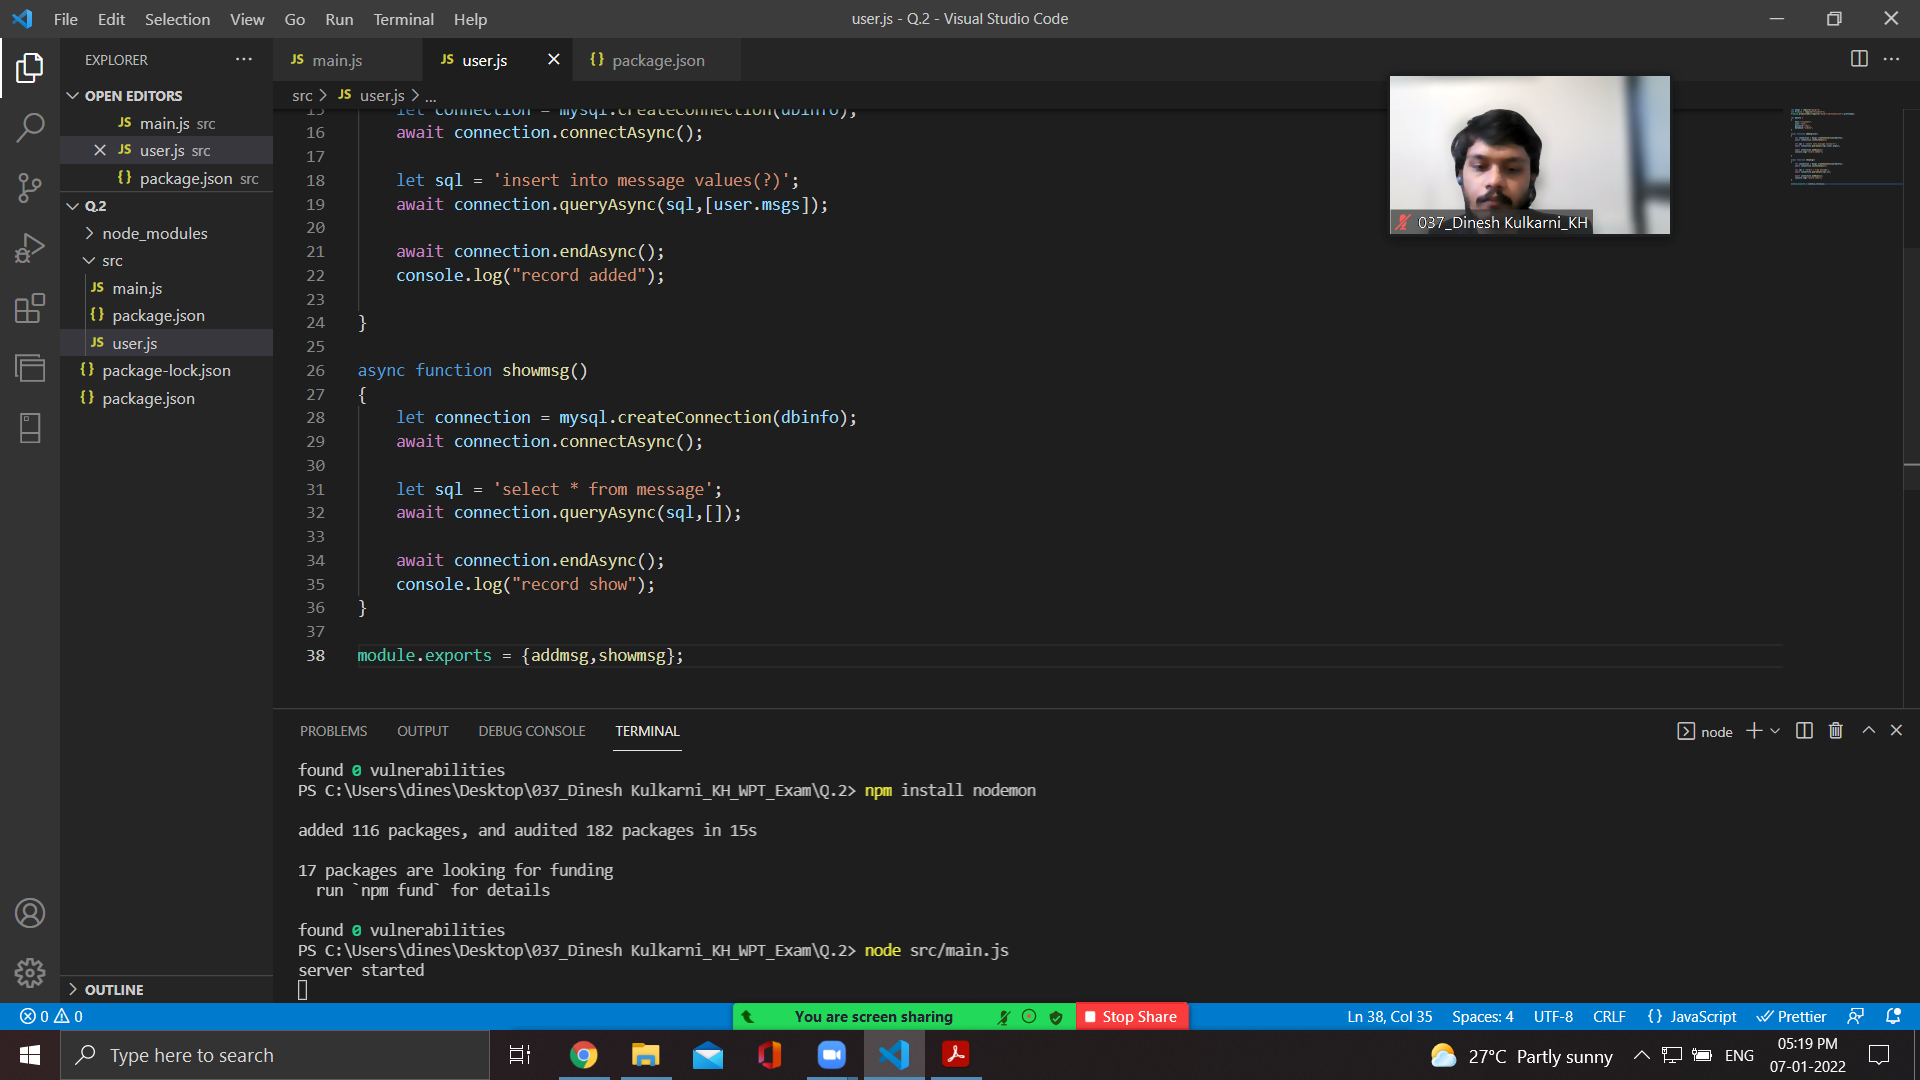 File Edit Selection View Go Run Terminal Help
user.js - Q.2 - Visual Studio Code
EXPLORER
JS main.js
JS user.js
{} package.json
OPEN EDITORS
src > JS user.js > ...
JS main.js src
JS user.js src
{} package.json src
Q.2
node_modules
src
JS main.js
{} package.json
JS user.js
{} package-lock.json
{} package.json
OUTLINE
15 let connection = mysql.createConnection(dbinfo);
16 await connection.connectAsync();
17
18 let sql = 'insert into message values(?)';
19 await connection.queryAsync(sql,[user.msgs]);
20
21 await connection.endAsync();
22 console.log("record added");
23
24 }
25
26 async function showmsg()
27 {
28 let connection = mysql.createConnection(dbinfo);
29 await connection.connectAsync();
30
31 let sql = 'select * from message';
32 await connection.queryAsync(sql,[]);
33
34 await connection.endAsync();
35 console.log("record show");
36 }
37
38 module.exports = {addmsg,showmsg};
037_Dinesh Kulkarni_KH
PROBLEMS OUTPUT DEBUG CONSOLE TERMINAL
node
found 0 vulnerabilities
PS C:\Users\dines\Desktop\037_Dinesh Kulkarni_KH_WPT_Exam\Q.2> npm install nodemon
added 116 packages, and audited 182 packages in 15s
17 packages are looking for funding
run `npm fund` for details
found 0 vulnerabilities
PS C:\Users\dines\Desktop\037_Dinesh Kulkarni_KH_WPT_Exam\Q.2> node src/main.js
server started
0 0
You are screen sharing
Stop Share
Ln 38, Col 35 Spaces: 4 UTF-8 CRLF {} JavaScript Prettier
Type here to search
27°C Partly sunny
ENG
05:19 PM
07-01-2022